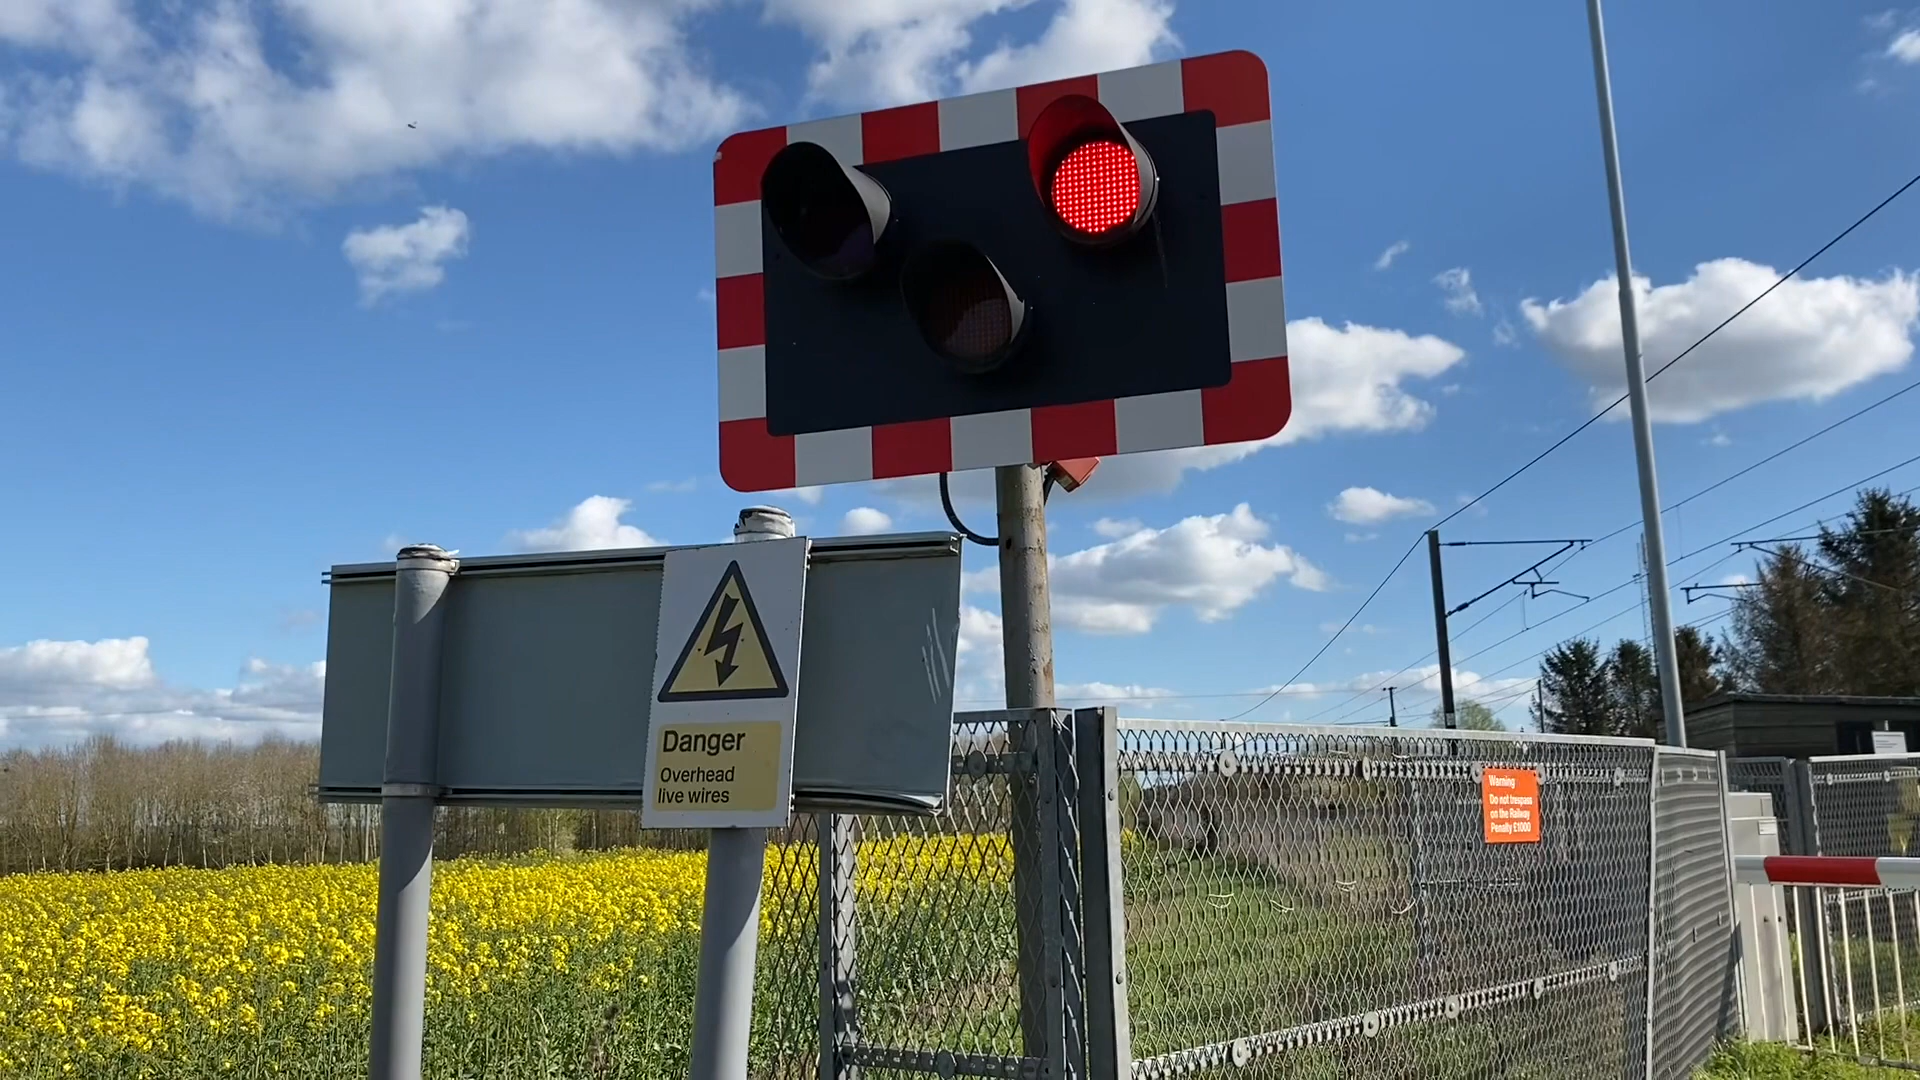 Danger
Overhead
live wires
Warning
Do not trespass
on the Railway
Penalty £1000